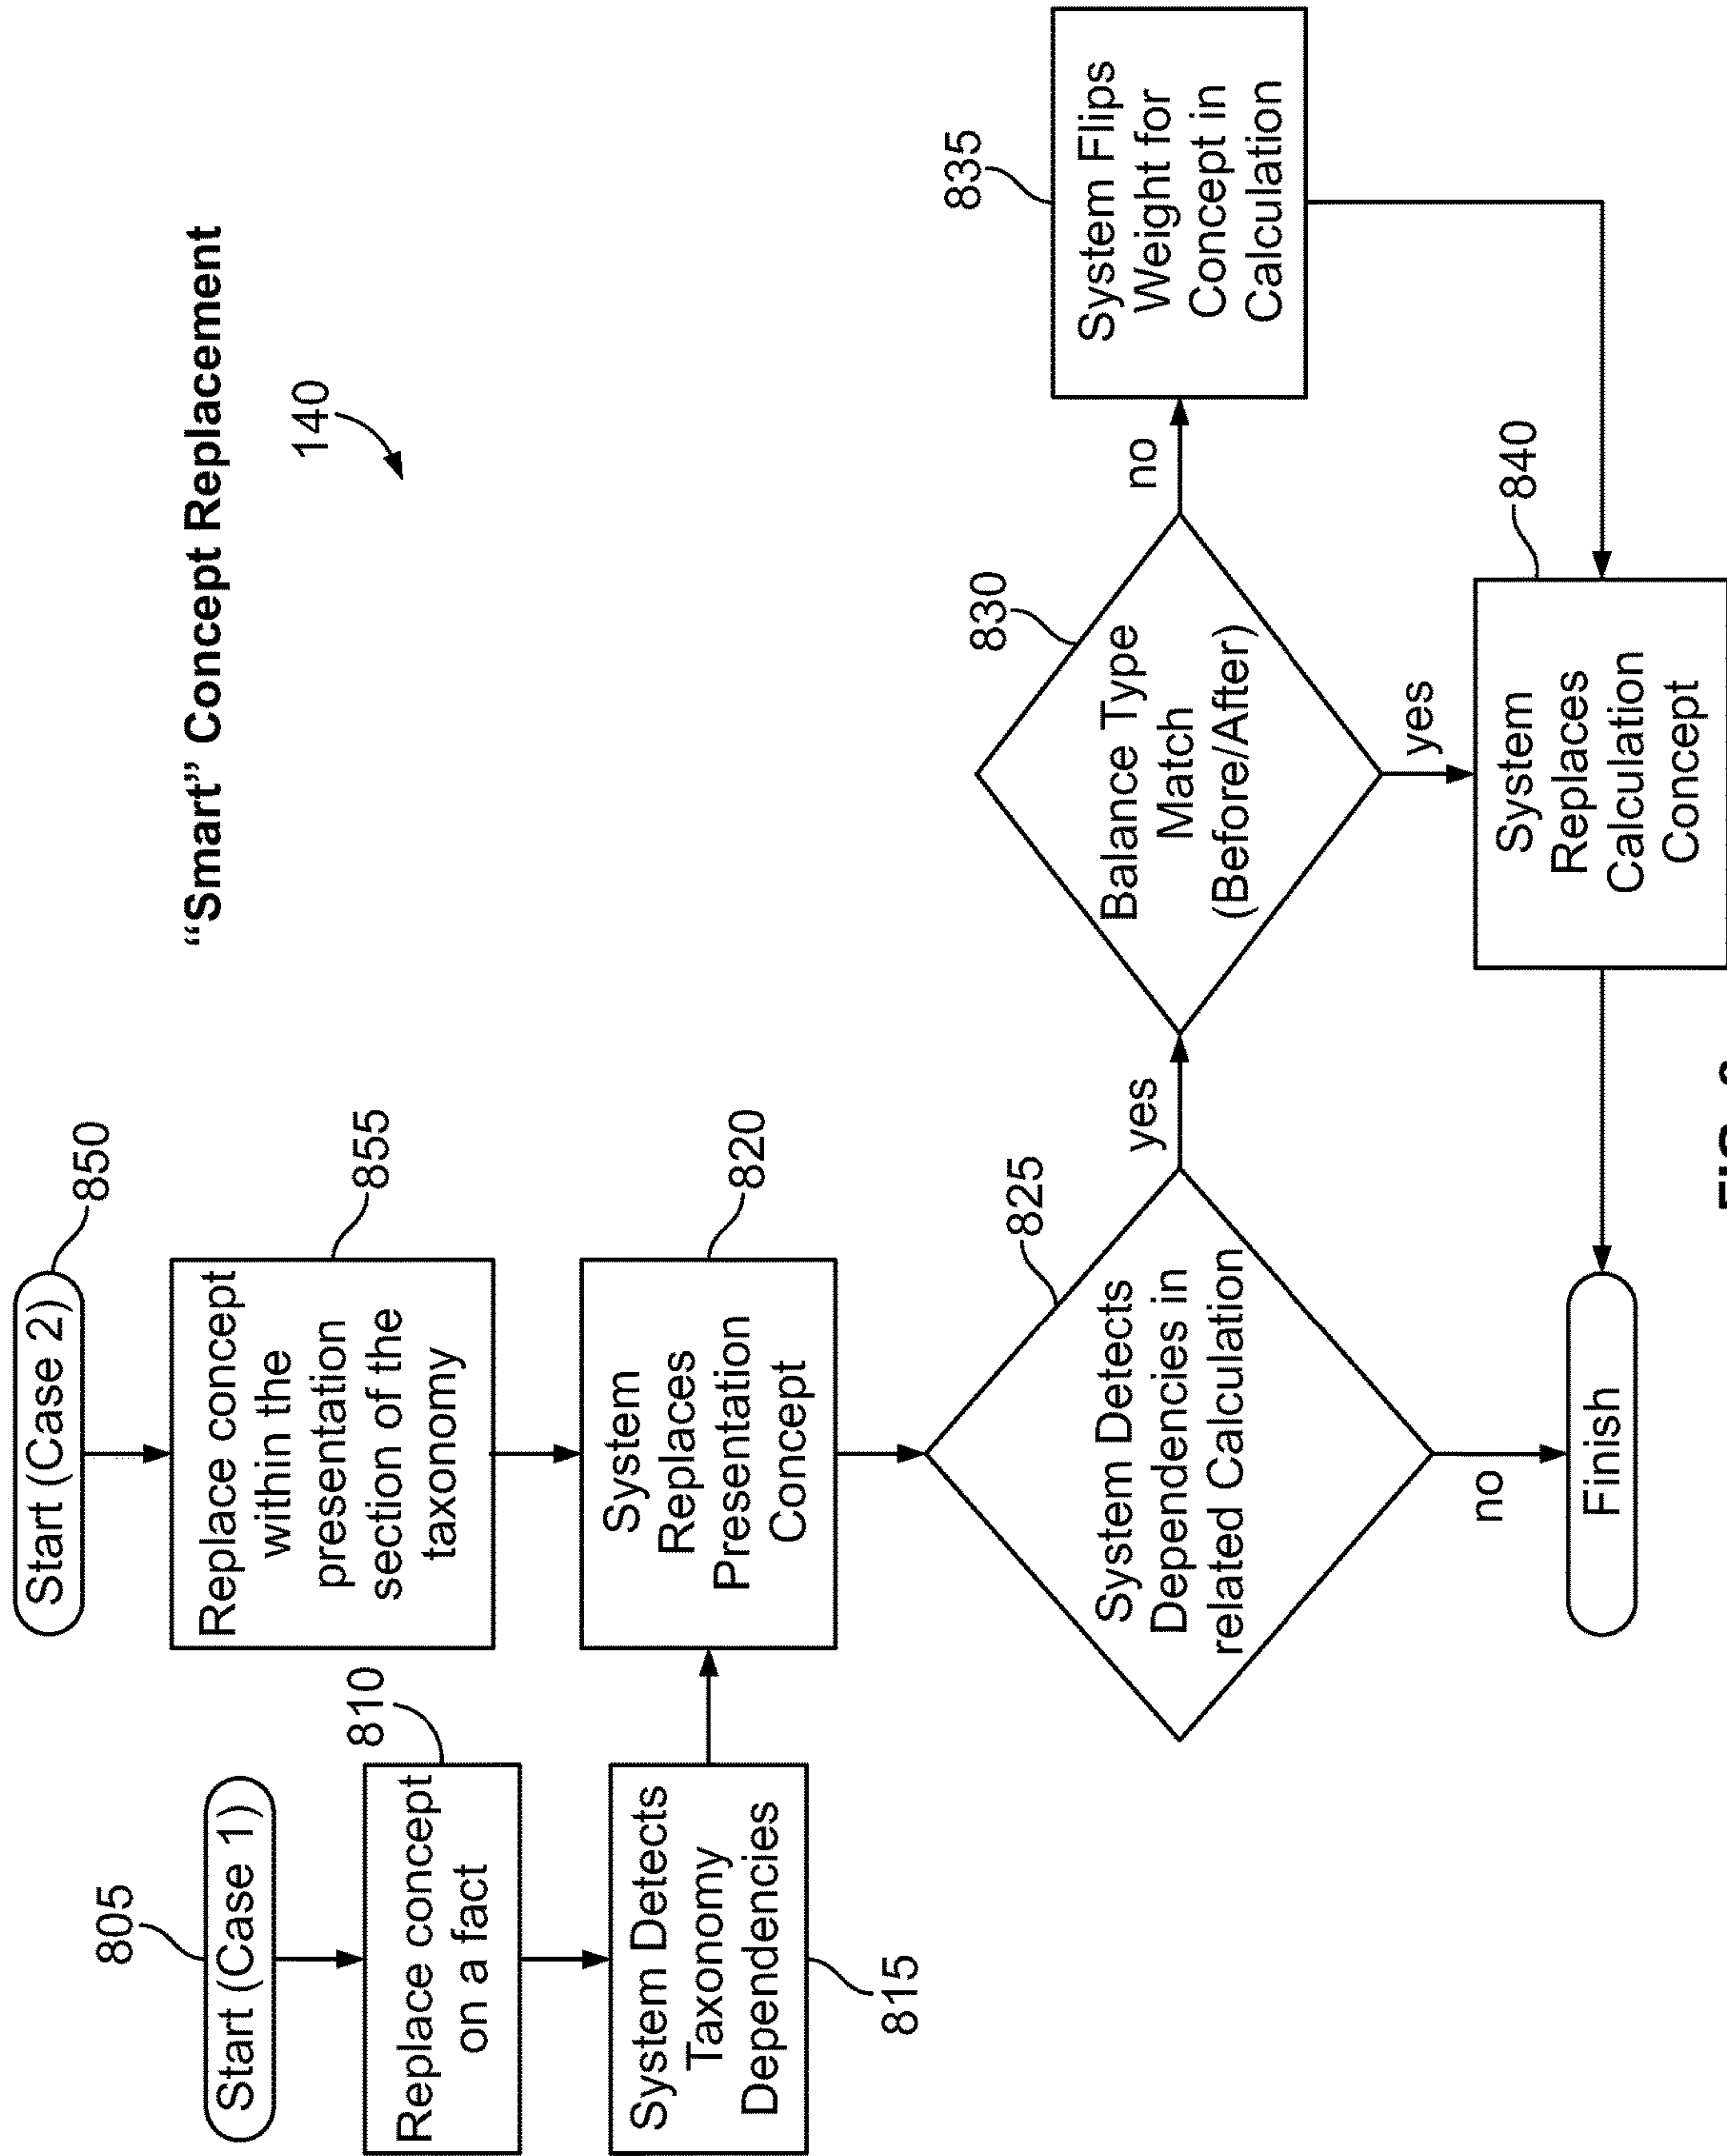 “Smart” Concept Replacement
140
850
Start (Case 2)
855
Replace concept
within the
presentation
section of the
taxonomy
805
Start (Case 1)
810
Replace concept
on a fact
System Detects
Taxonomy
Dependencies
815
820
System
Replaces
Presentation
Concept
825
System Detects
Dependencies in
related Calculation
yes
no
830
Balance Type
Match
(Before/After)
no
yes
835
System Flips
Weight for
Concept in
Calculation
840
System
Replaces
Calculation
Concept
Finish
FIG.